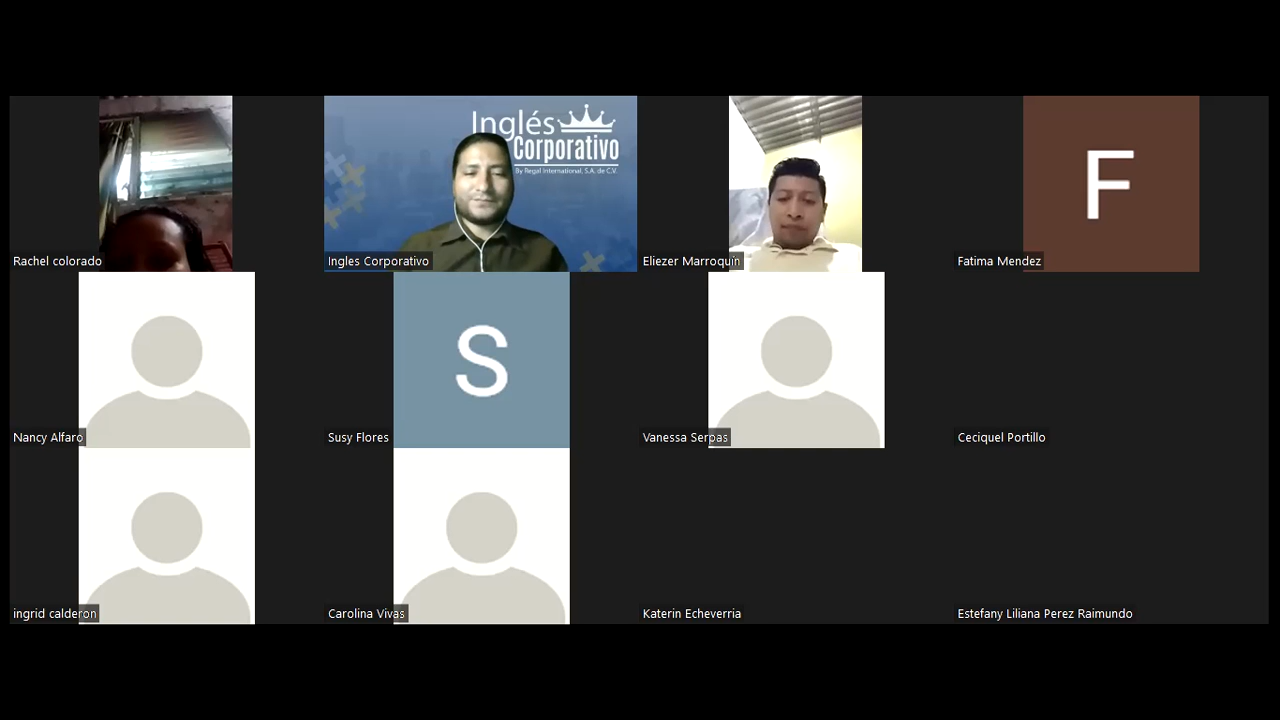 Rachel colorado
Inglés
Corporativo
By Regal International, S.A. de C.V.
Ingles Corporativo
Eliezer Marroquín
F
Fatima Mendez
Nancy Alfaro
S
Susy Flores
Vanessa Serpas
Ceciquel Portillo
ingrid calderon
Carolina Vivas
Katerin Echeverria
Estefany Liliana Perez Raimundo